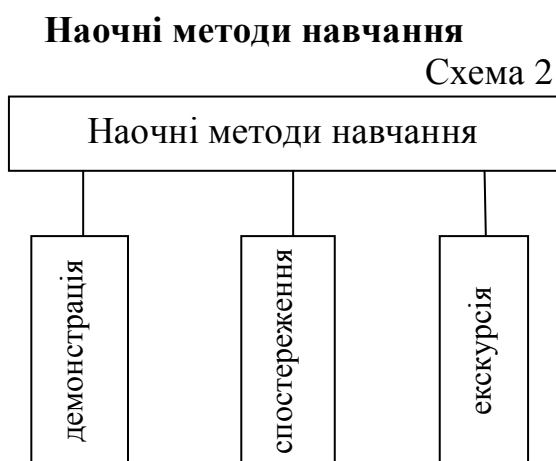 Наочні методи навчання
Схема 2
Наочні методи навчання
демонстрація
спостереження
екскурсія